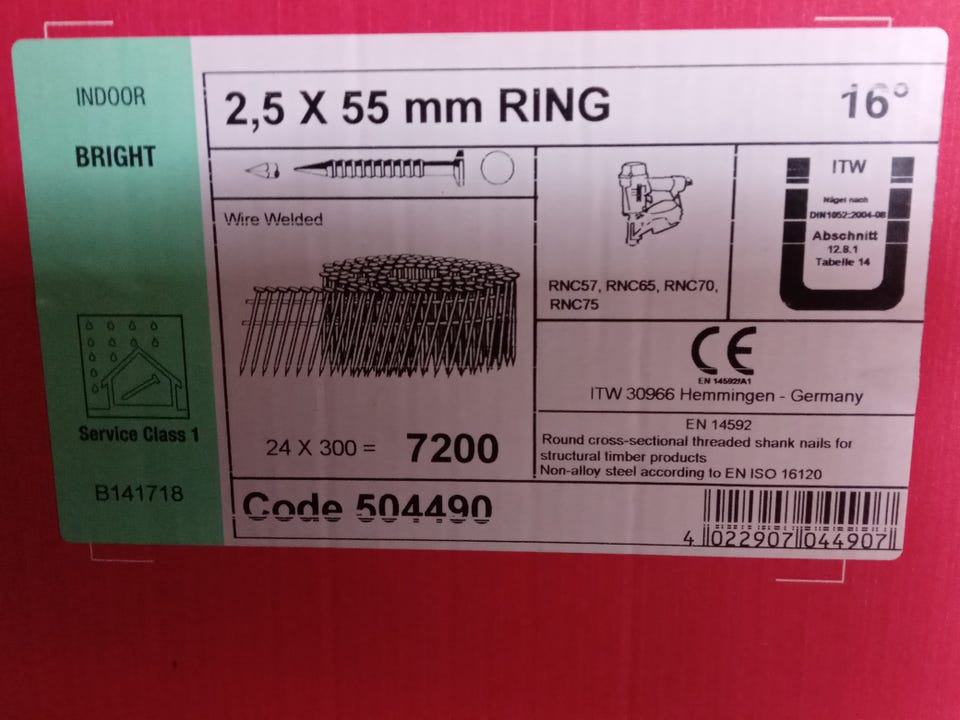 INDOOR
BRIGHT
Service Class 1
B141718
2,5 X 55 mm RING
16°
Wire Welded
24 X 300 = 7200
Code 504490
RNC57, RNC65, RNC70,
RNC75
ITW
Nägel nach
DIN1052:2004-08
Abschnitt
12.8.1
Tabelle 14
CE
EN 14592/A1
ITW 30966 Hemmingen - Germany
EN 14592
Round cross-sectional threaded shank nails for
structural timber products
Non-alloy steel according to EN ISO 16120
4 022907 044907